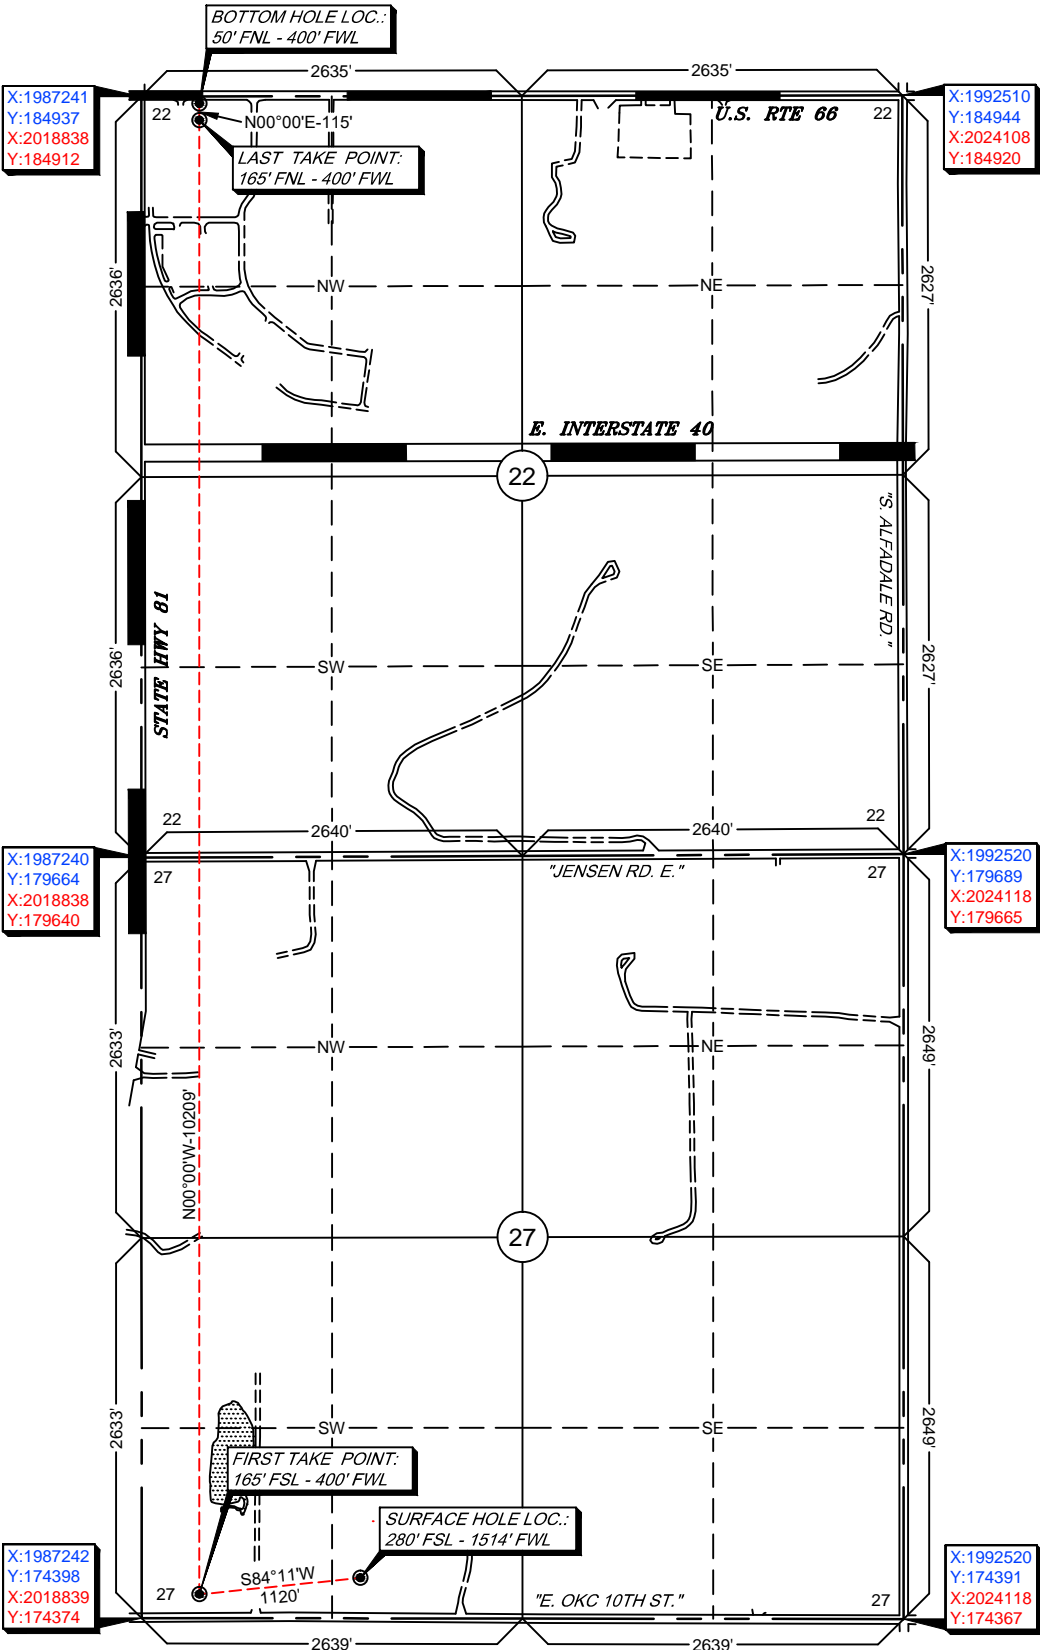 BOTTOM HOLE LOC.:
50' FNL - 400' FWL
2635'
2635'
X:1987241
Y:184937
X:2018838
Y:184912
X:1992510
Y:184944
X:2024108
Y:184920
22
N00°00'E-115'
U.S. RTE 66
22
LAST TAKE POINT:
165' FNL - 400' FWL
2636'
NW
NE
2627'
E. INTERSTATE 40
22
"S. ALFADALE RD."
STATE HWY 81
2636'
SW
SE
2627'
22
2640'
2640'
22
X:1987240
Y:179664
X:2018838
Y:179640
X:1992520
Y:179689
X:2024118
Y:179665
27
"JENSEN RD. E."
27
2633'
NW
NE
2649'
N00°00'W-10209'
27
2633'
SW
SE
2649'
FIRST TAKE POINT:
165' FSL - 400' FWL
SURFACE HOLE LOC.:
280' FSL - 1514' FWL
X:1987242
Y:174398
X:2018839
Y:174374
X:1992520
Y:174391
X:2024118
Y:174367
27
S84°11'W
1120'
"E. OKC 10TH ST."
27
2639'
2639'